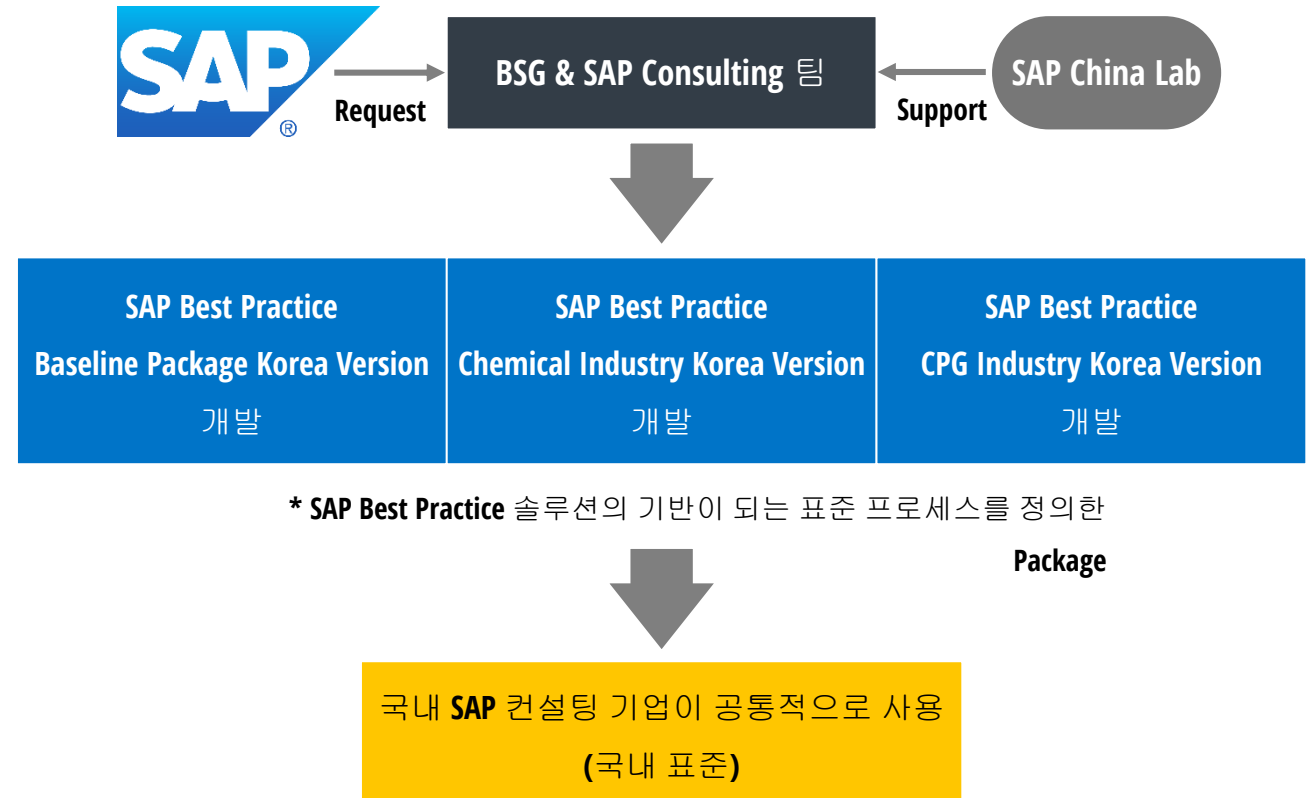 SAP
®
Request
BSG & SAP Consulting 팀
Support
SAP China Lab
SAP Best Practice
Baseline Package Korea Version
개발
SAP Best Practice
Chemical Industry Korea Version
개발
SAP Best Practice
CPG Industry Korea Version
개발
* SAP Best Practice 솔루션의 기반이 되는 표준 프로세스를 정의한
Package
국내 SAP 컨설팅 기업이 공통적으로 사용
(국내 표준)